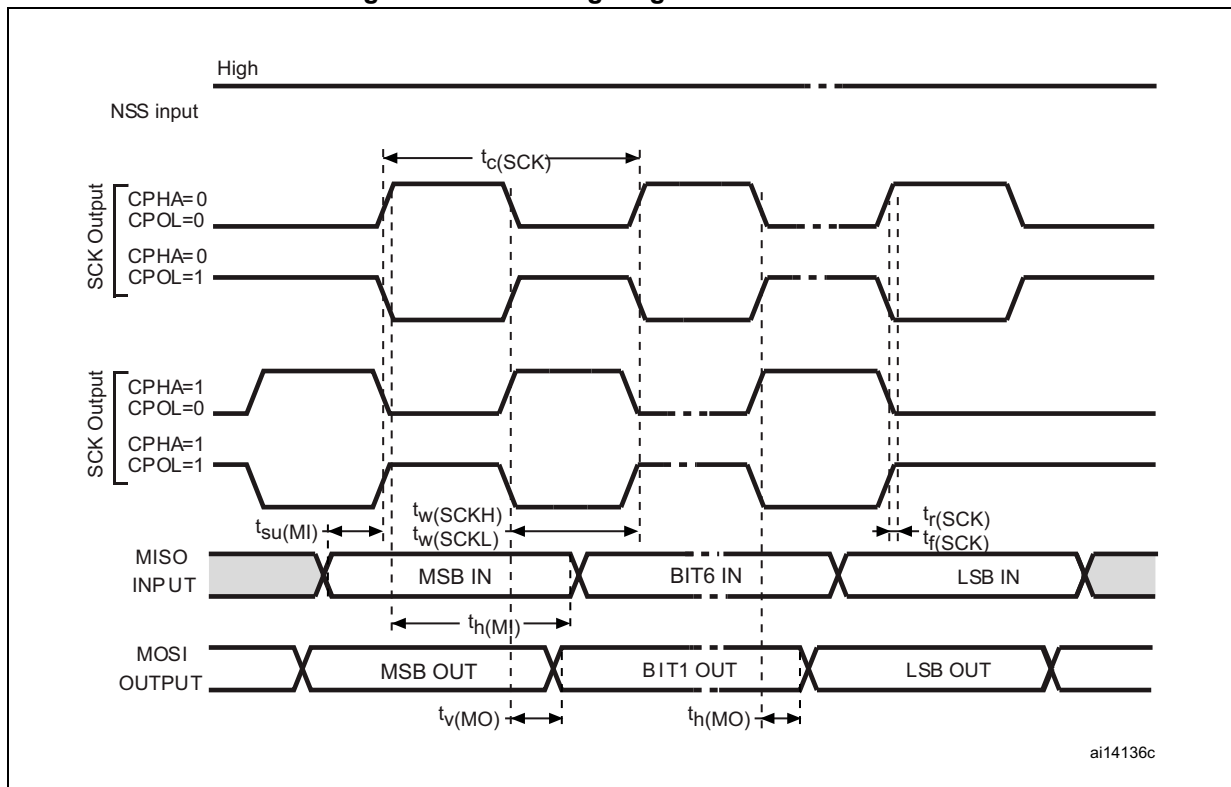 High
NSS input
tc(SCK)
SCK Output
CPHA=0
CPOL=0
CPHA=0
CPOL=1
SCK Output
CPHA=1
CPOL=0
CPHA=1
CPOL=1
tsu(MI)
tw(SCKH)
tw(SCKL)
tr(SCK)
tf(SCK)
MISO
INPUT
MSB IN
BIT6 IN
LSB IN
th(MI)
MOSI
OUTPUT
MSB OUT
BIT1 OUT
LSB OUT
tv(MO)
th(MO)
ai14136c